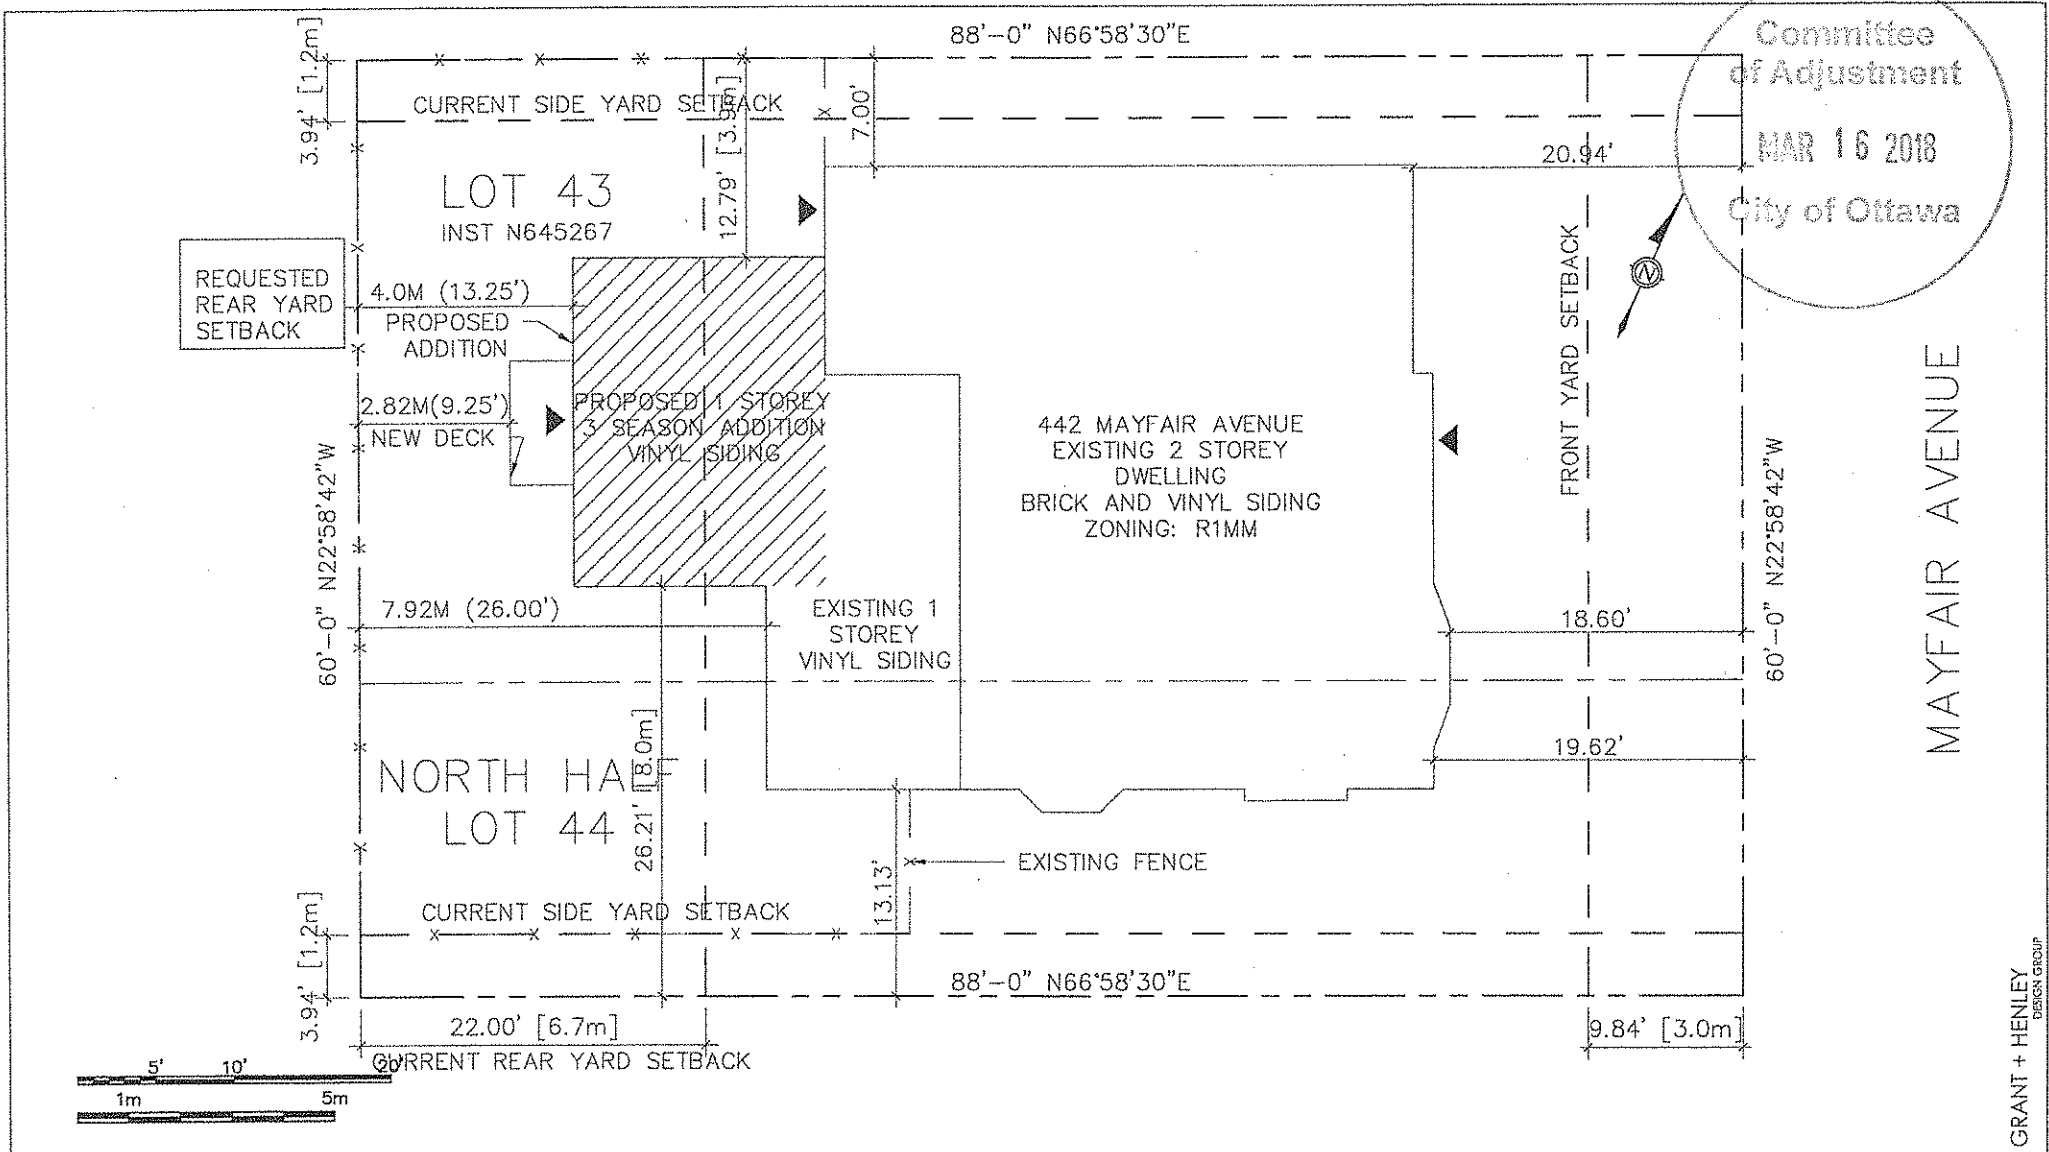 88'-0" N66°58'30"E
Committee
of Adjustment
MAR 16 2018
City of Ottawa
3.94' [1.2m]
CURRENT SIDE YARD SETBACK
12.79' [3.9m]
7.00'
20.94'
LOT 43
INST N645267
REQUESTED
REAR YARD
SETBACK
4.0M (13.25')
PROPOSED
ADDITION
2.82M(9.25')
NEW DECK
PROPOSED 1 STOREY
3 SEASON ADDITION
VINYL SIDING
442 MAYFAIR AVENUE
EXISTING 2 STOREY
DWELLING
BRICK AND VINYL SIDING
ZONING: R1MM
FRONT YARD SETBACK
N
MAYFAIR AVENUE
60'-0" N22°58'42"W
60'-0" N22°58'42"W
7.92M (26.00')
EXISTING 1
STOREY
VINYL SIDING
18.60'
19.62'
NORTH HALF
LOT 44
26.21' [8.0m]
13.13'
EXISTING FENCE
CURRENT SIDE YARD SETBACK
3.94' [1.2m]
88'-0" N66°58'30"E
22.00' [6.7m]
CURRENT REAR YARD SETBACK
9.84' [3.0m]
5' 10' 20'
1m 5m
GRANT + HENLEY
DESIGN GROUP